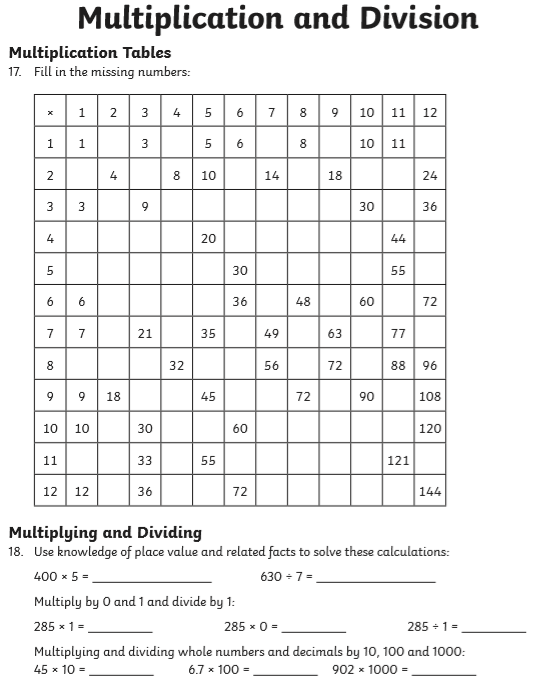 Multiplication and Division
Multiplication Tables
17. Fill in the missing numbers:
× 1 2 3 4 5 6 7 8 9 10 11 12
1 1 3 5 6 8 10 11
2 4 8 10 14 18 24
3 3 9 30 36
4 20 44
5 30 55
6 6 36 48 60 72
7 7 21 35 49 63 77
8 32 56 72 88 96
9 9 18 45 72 90 108
10 10 30 60 120
11 33 55 121
12 12 36 72 144
Multiplying and Dividing
18. Use knowledge of place value and related facts to solve these calculations:
400 × 5 = ____________ 630 ÷ 7 = ____________
Multiply by 0 and 1 and divide by 1:
285 × 1 = ________ 285 × 0 = ________ 285 ÷ 1 = ________
Multiplying and dividing whole numbers and decimals by 10, 100 and 1000:
45 × 10 = ________ 6.7 × 100 = ________ 902 × 1000 = ________